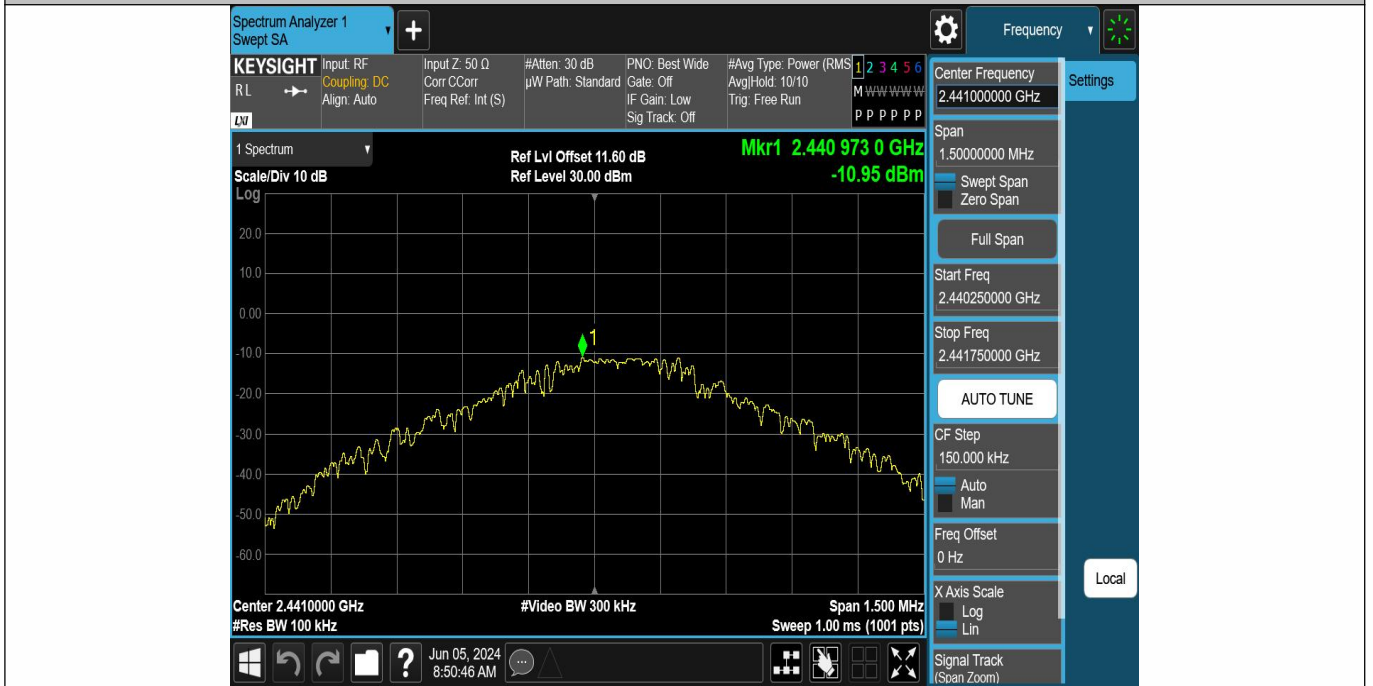 Spectrum Analyzer 1
Swept SA
+
Frequency
KEYSIGHT
RL
LXI
Input: RF
Coupling: DC
Align: Auto
Input Z: 50 Ω
Corr CCorr
Freq Ref: Int (S)
#Atten: 30 dB
µW Path: Standard
PNO: Best Wide
Gate: Off
IF Gain: Low
Sig Track: Off
#Avg Type: Power (RMS
Avg|Hold: 10/10
Trig: Free Run
1 2 3 4 5 6
M W W W W W
P P P P P P
1 Spectrum
Scale/Div 10 dB
Log
Ref Lvl Offset 11.60 dB
Ref Level 30.00 dBm
Mkr1 2.440 973 0 GHz
-10.95 dBm
20.0
10.0
0.00
-10.0
-20.0
-30.0
-40.0
-50.0
-60.0
1
Center 2.4410000 GHz
#Res BW 100 kHz
#Video BW 300 kHz
Span 1.500 MHz
Sweep 1.00 ms (1001 pts)
Center Frequency
2.441000000 GHz
Span
1.50000000 MHz
Swept Span
Zero Span
Full Span
Start Freq
2.440250000 GHz
Stop Freq
2.441750000 GHz
AUTO TUNE
CF Step
150.000 kHz
Auto
Man
Freq Offset
0 Hz
X Axis Scale
Log
Lin
Signal Track
(Span Zoom)
Settings
Local
?
Jun 05, 2024
8:50:46 AM